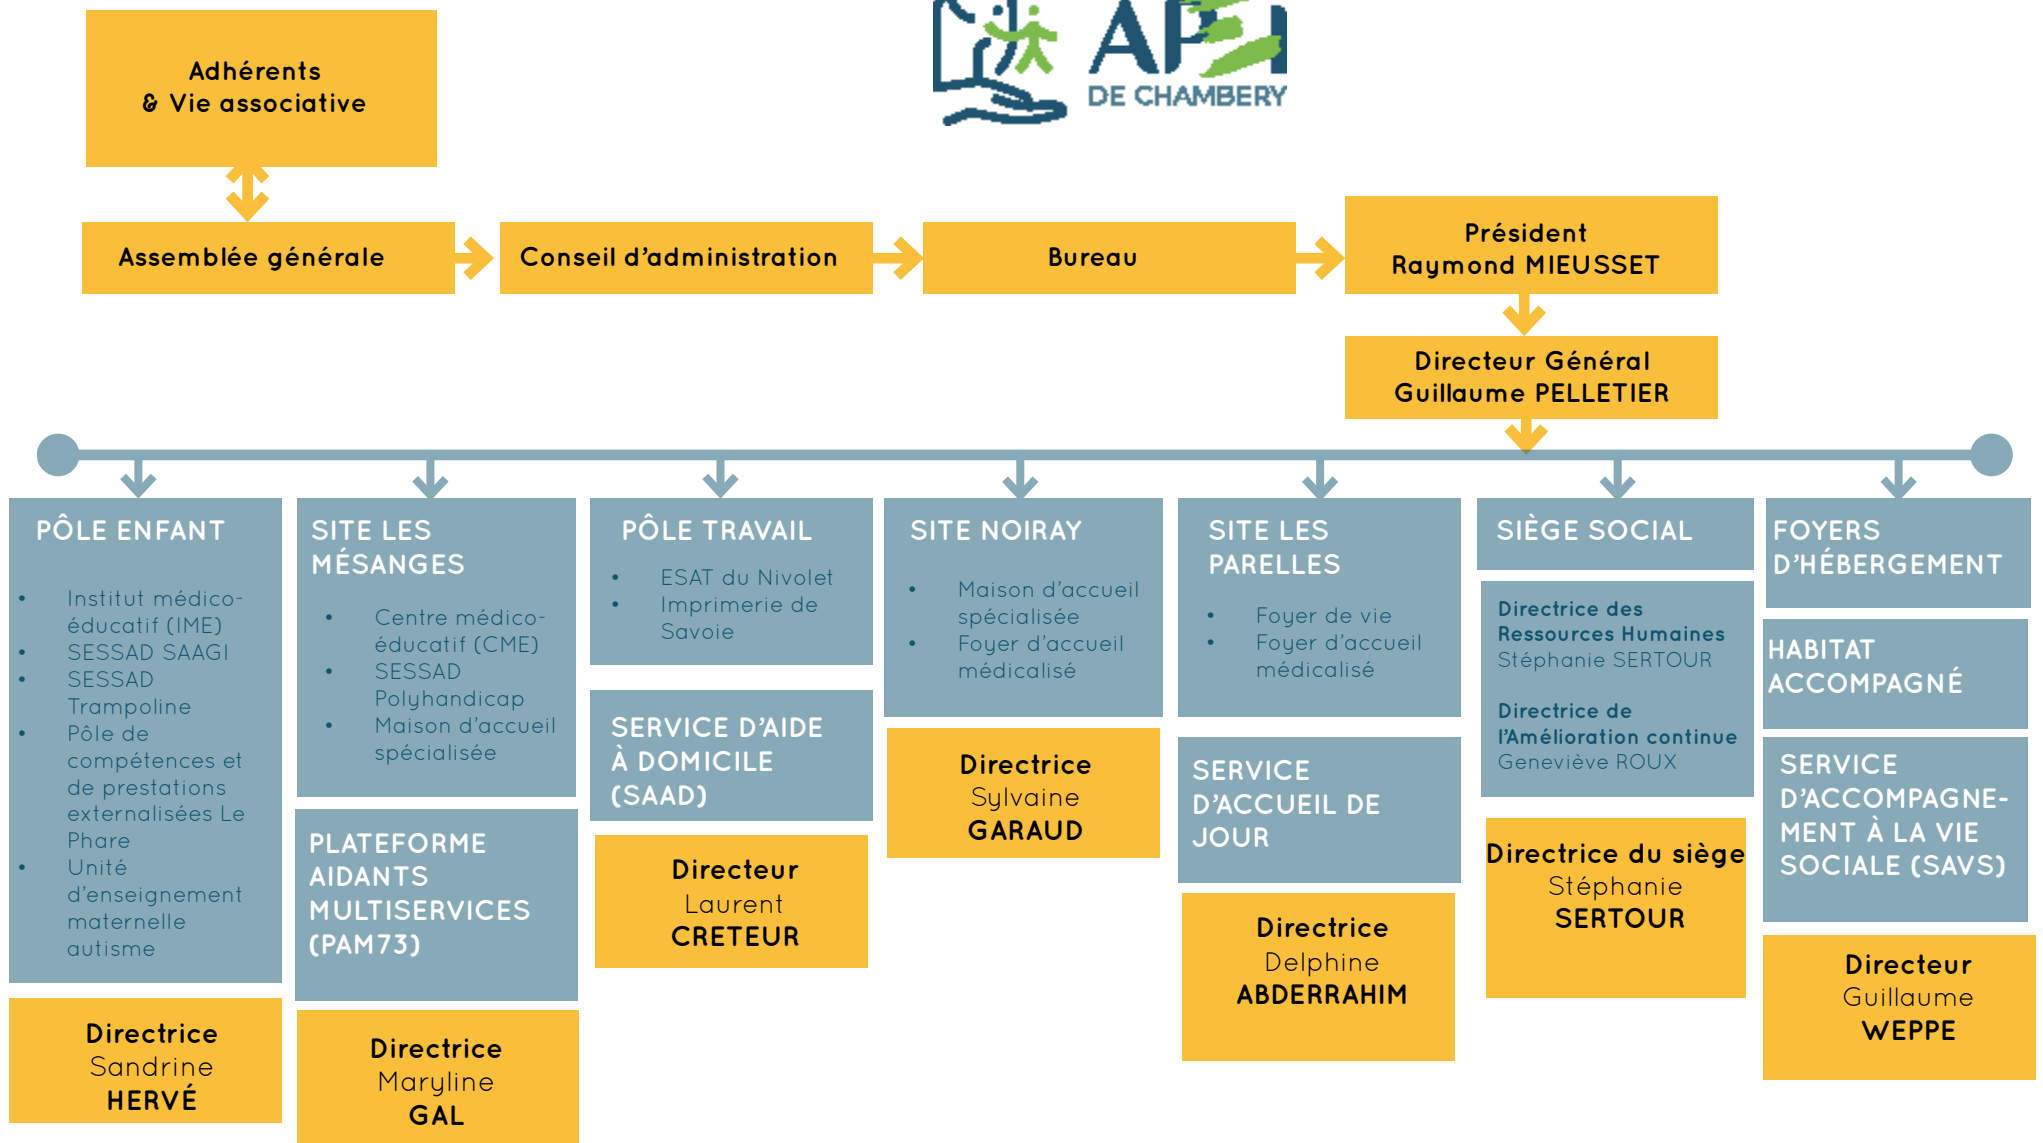 APEI
DE CHAMBERY
Adhérents
& Vie associative
Assemblée générale
Conseil d'administration
Bureau
Président
Raymond MIEUSSET
Directeur Général
Guillaume PELLETIER
PÔLE ENFANT
• Institut médico-
éducatif (IME)
• SESSAD SAAGI
• SESSAD
Trampoline
• Pôle de
compétences et
de prestations
externalisées Le
Phare
• Unité
d'enseignement
maternelle
autisme
Directrice
Sandrine
HERVÉ
SITE LES
MÉSANGES
• Centre médico-
éducatif (CME)
• SESSAD
Polyhandicap
• Maison d'accueil
spécialisée
PLATEFORME
AIDANTS
MULTISERVICES
(PAM73)
Directrice
Maryline
GAL
PÔLE TRAVAIL
• ESAT du Nivolet
• Imprimerie de
Savoie
SERVICE D'AIDE
À DOMICILE
(SAAD)
Directeur
Laurent
CRETEUR
SITE NOIRAY
• Maison d'accueil
spécialisée
• Foyer d'accueil
médicalisé
Directrice
Sylvaine
GARAUD
SITE LES
PARELLES
• Foyer de vie
• Foyer d'accueil
médicalisé
SERVICE
D'ACCUEIL DE
JOUR
Directrice
Delphine
ABDERRAHIM
SIÈGE SOCIAL
Directrice des
Ressources Humaines
Stéphanie SERTOUR
Directrice de
l'Amélioration continue
Geneviève ROUX
Directrice du siège
Stéphanie
SERTOUR
FOYERS
D'HÉBERGEMENT
HABITAT
ACCOMPAGNÉ
SERVICE
D'ACCOMPAGNE-
MENT À LA VIE
SOCIALE (SAVS)
Directeur
Guillaume
WEPPE